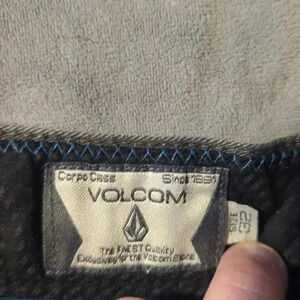 Corpo Class Since 1991
VOLCOM
The FINEST Quality
Exclusively for the Volcom Stone
SIZE
32